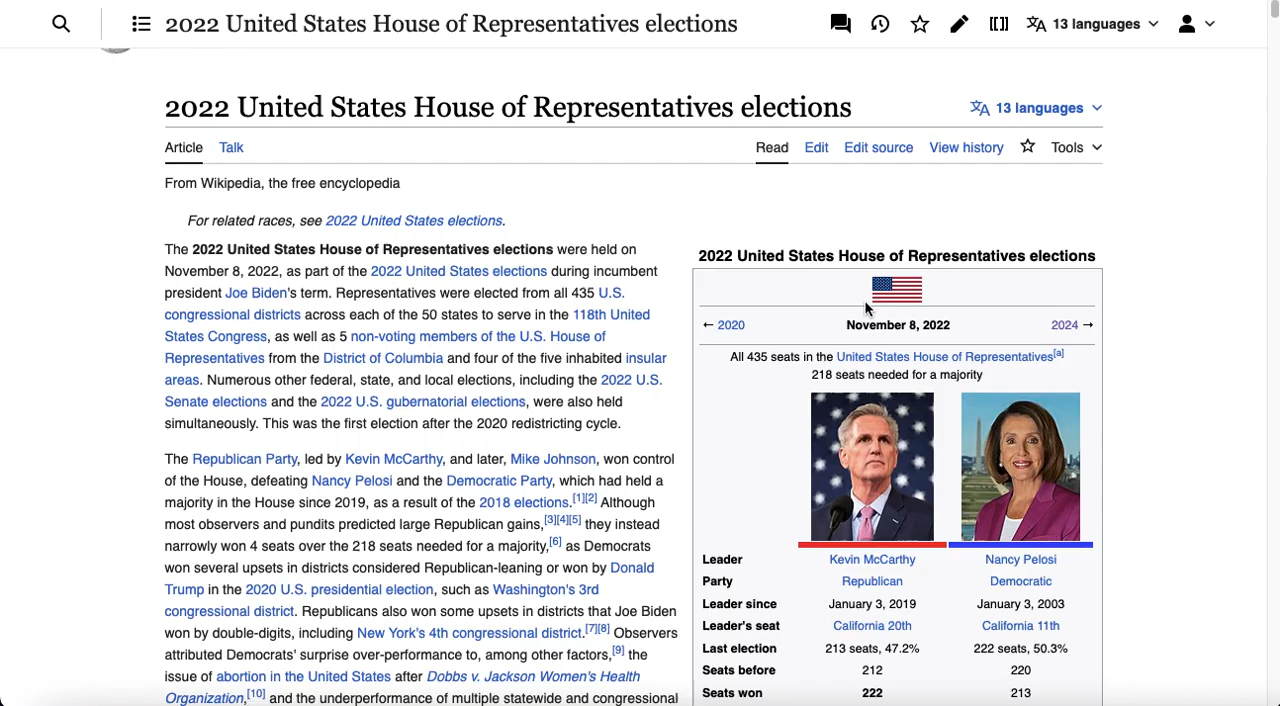 2022 United States House of Representatives elections
13 languages
2022 United States House of Representatives elections
13 languages
Article Talk
Read Edit Edit source View history Tools
From Wikipedia, the free encyclopedia
For related races, see 2022 United States elections.
The 2022 United States House of Representatives elections were held on
November 8, 2022, as part of the 2022 United States elections during incumbent
president Joe Biden's term. Representatives were elected from all 435 U.S.
congressional districts across each of the 50 states to serve in the 118th United
States Congress, as well as 5 non-voting members of the U.S. House of
Representatives from the District of Columbia and four of the five inhabited insular
areas. Numerous other federal, state, and local elections, including the 2022 U.S.
Senate elections and the 2022 U.S. gubernatorial elections, were also held
simultaneously. This was the first election after the 2020 redistricting cycle.
The Republican Party, led by Kevin McCarthy, and later, Mike Johnson, won control
of the House, defeating Nancy Pelosi and the Democratic Party, which had held a
majority in the House since 2019, as a result of the 2018 elections.[1][2] Although
most observers and pundits predicted large Republican gains,[3][4][5] they instead
narrowly won 4 seats over the 218 seats needed for a majority,[6] as Democrats
won several upsets in districts considered Republican-leaning or won by Donald
Trump in the 2020 U.S. presidential election, such as Washington's 3rd
congressional district. Republicans also won some upsets in districts that Joe Biden
won by double-digits, including New York's 4th congressional district.[7][8] Observers
attributed Democrats' surprise over-performance to, among other factors,[9] the
issue of abortion in the United States after Dobbs v. Jackson Women's Health
Organization,[10] and the underperformance of multiple statewide and congressional
2022 United States House of Representatives elections
← 2020 November 8, 2022 2024 →
All 435 seats in the United States House of Representatives[a]
218 seats needed for a majority
Leader Kevin McCarthy Nancy Pelosi
Party Republican Democratic
Leader since January 3, 2019 January 3, 2003
Leader's seat California 20th California 11th
Last election 213 seats, 47.2% 222 seats, 50.3%
Seats before 212 220
Seats won 222 213